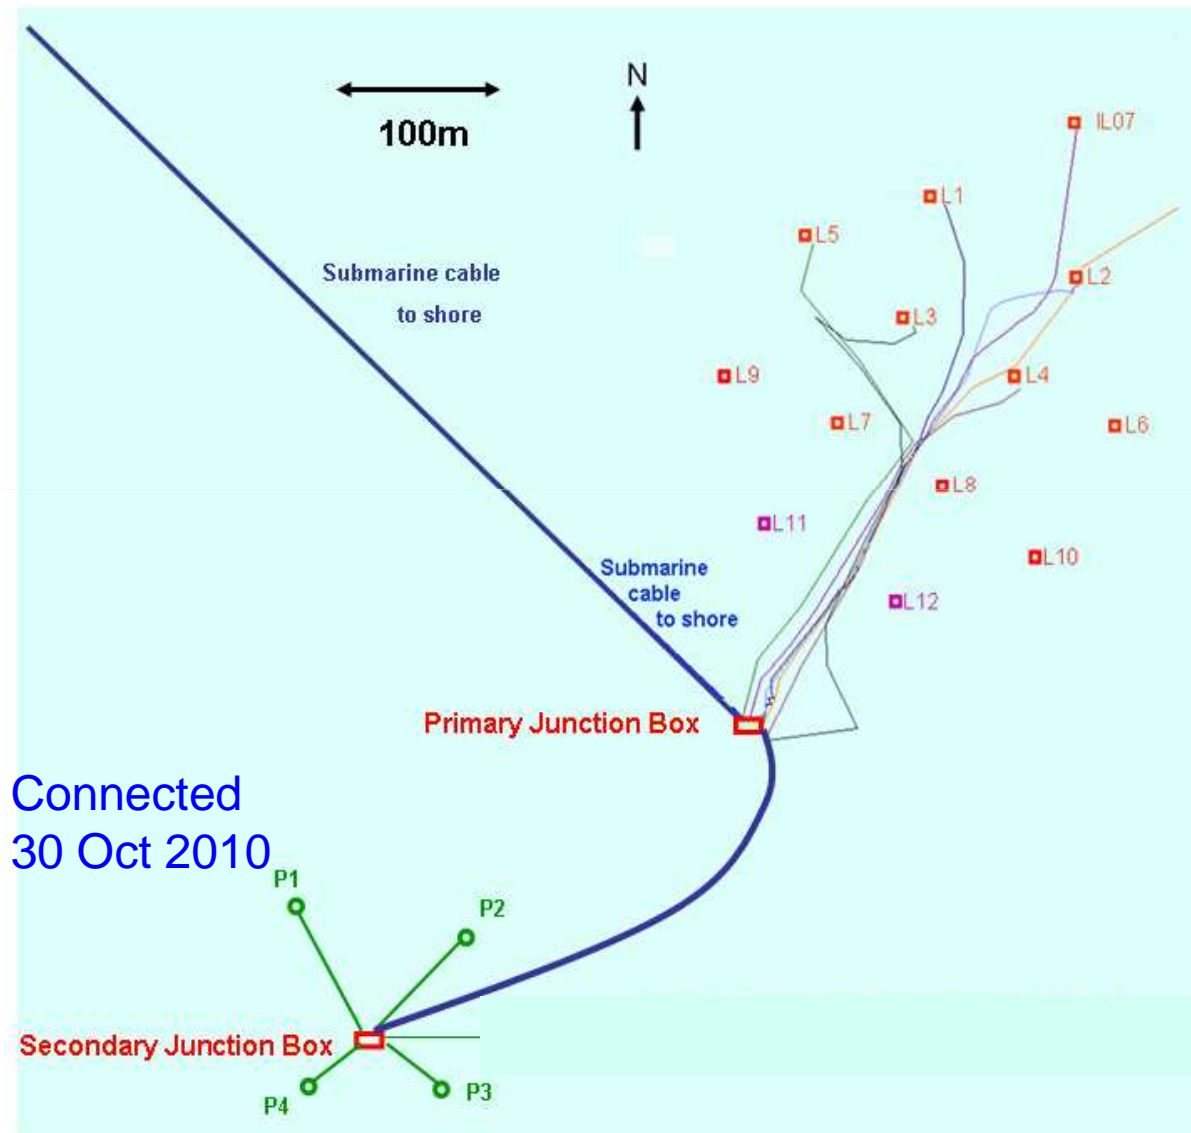 N
100m
IL07
L1
L5
L2
Submarine cable
to shore
L3
L9
L4
L7
L6
L8
L11
L10
Submarine
cable
to shore
L12
Primary Junction Box
Connected
30 Oct 2010
P1
P2
Secondary Junction Box
P4
P3